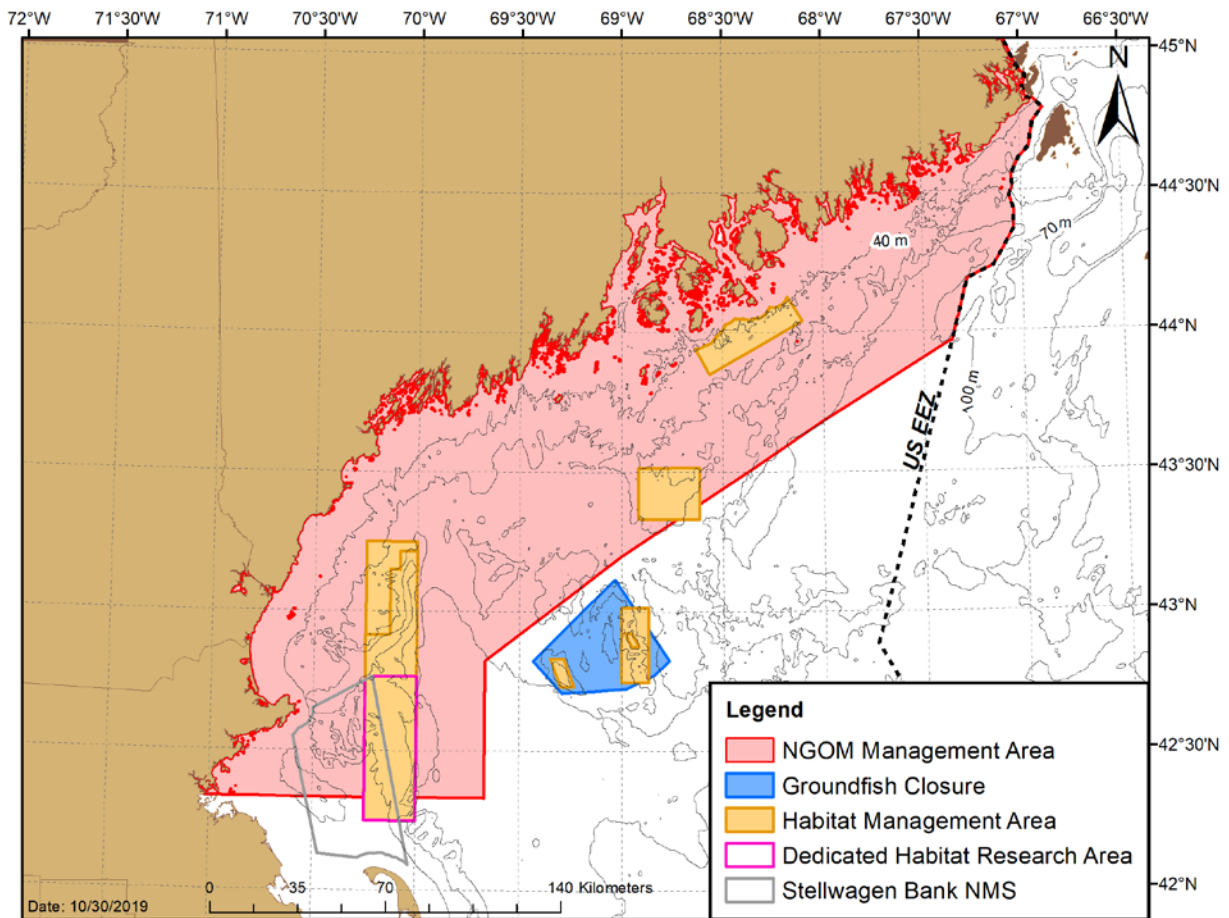 72°W 71°30'W 71°W 70°30'W 70°W 69°30'W 69°W 68°30'W 68°W 67°30'W 67°W 66°30'W
45°N
N
44°30'N
70 m
40 m
44°N
100 m
US EEZ
43°30'N
43°N
Legend
NGOM Management Area
42°30'N
Groundfish Closure
Habitat Management Area
Dedicated Habitat Research Area
Stellwagen Bank NMS
42°N
0 35 70 140 Kilometers
Date: 10/30/2019